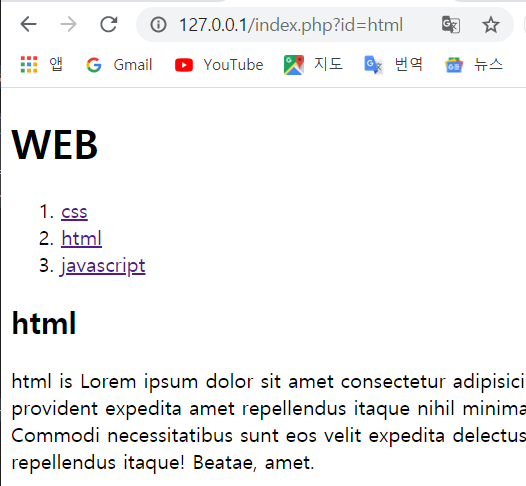 127.0.0.1/index.php?id=html
앱 Gmail YouTube 지도 번역 뉴스
WEB
1. css
2. html
3. javascript
html
html is Lorem ipsum dolor sit amet consectetur adipisici
provident expedita amet repellendus itaque nihil minima
Commodi necessitatibus sunt eos velit expedita delectus
repellendus itaque! Beatae, amet.